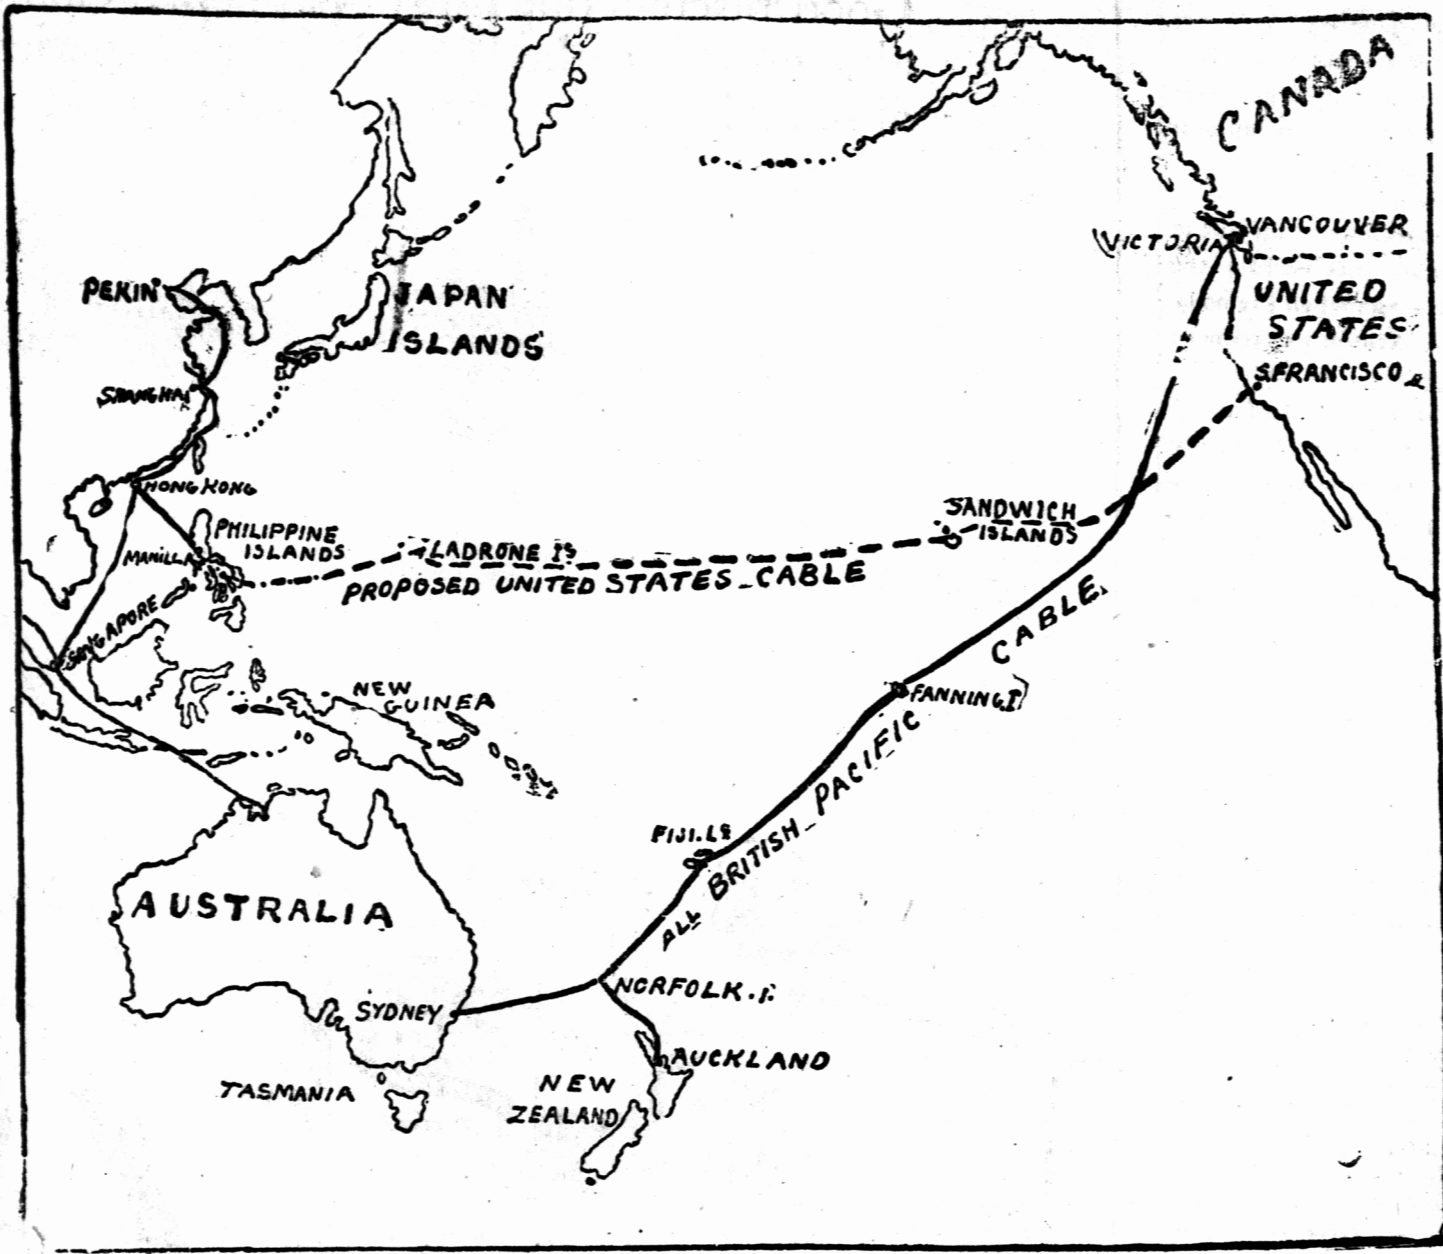 CANADA
VANCOUVER
VICTORIA
UNITED
STATES
S.FRANCISCO
PEKIN
JAPAN
ISLANDS
SHANGHAI
HONG KONG
PHILIPPINE
ISLANDS
MANILLA
SINGAPORE
LADRONE Is
PROPOSED UNITED STATES CABLE
SANDWICH
ISLANDS
ALL BRITISH PACIFIC CABLE
FANNING I
NEW
GUINEA
FIJI. Is
AUSTRALIA
SYDNEY
NORFOLK. I.
AUCKLAND
TASMANIA
NEW
ZEALAND